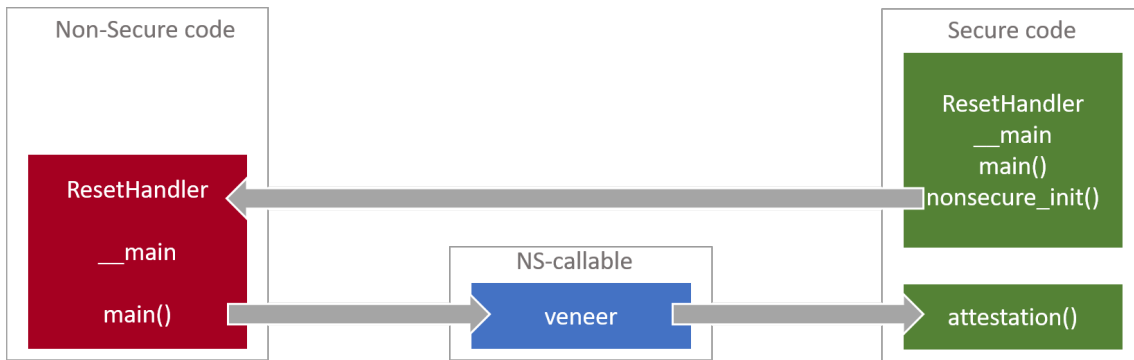 Non-Secure code
ResetHandler
__main
main()
NS-callable
veneer
Secure code
ResetHandler
__main
main()
nonsecure_init()
attestation()